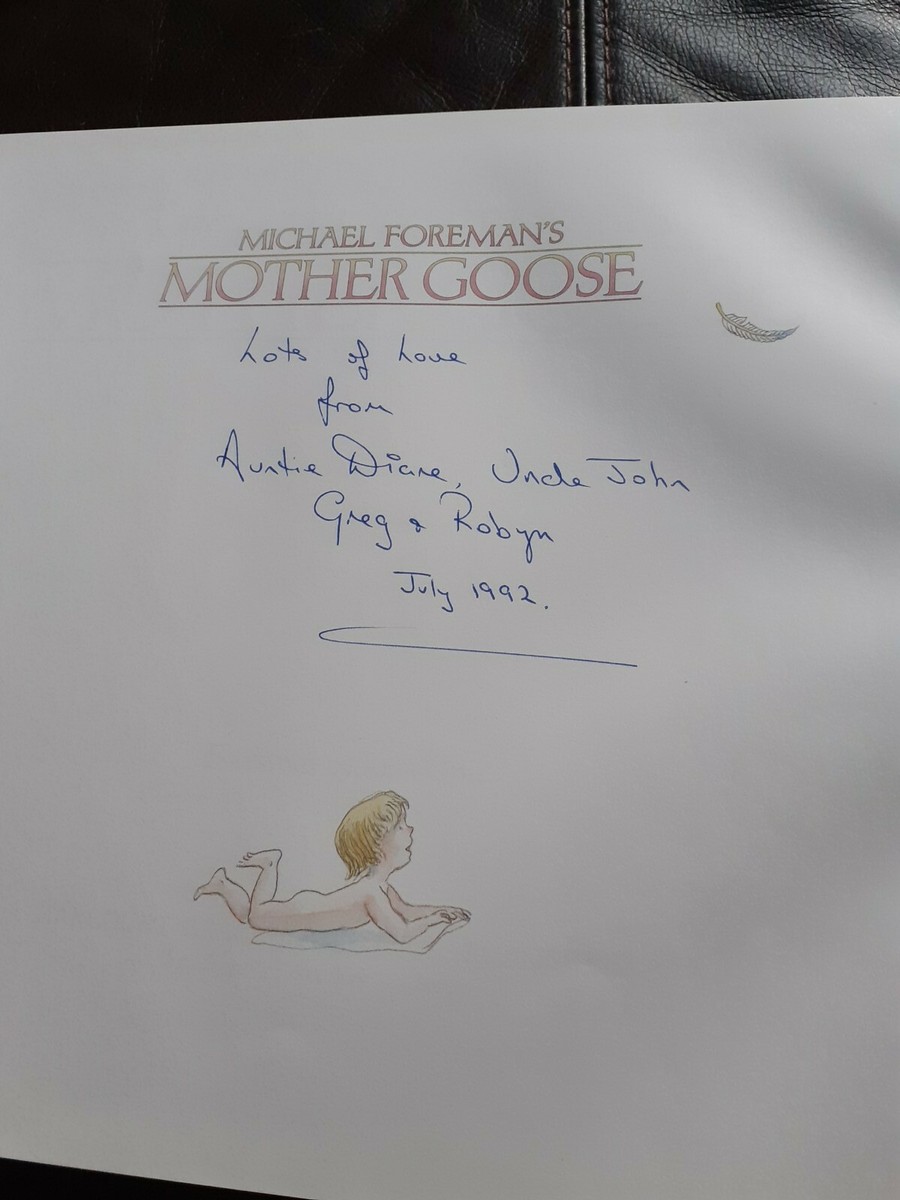 MICHAEL FOREMAN'S
MOTHER GOOSE
Lots of Love
from
Auntie Diane, Uncle John
Greg & Robyn
July 1992.